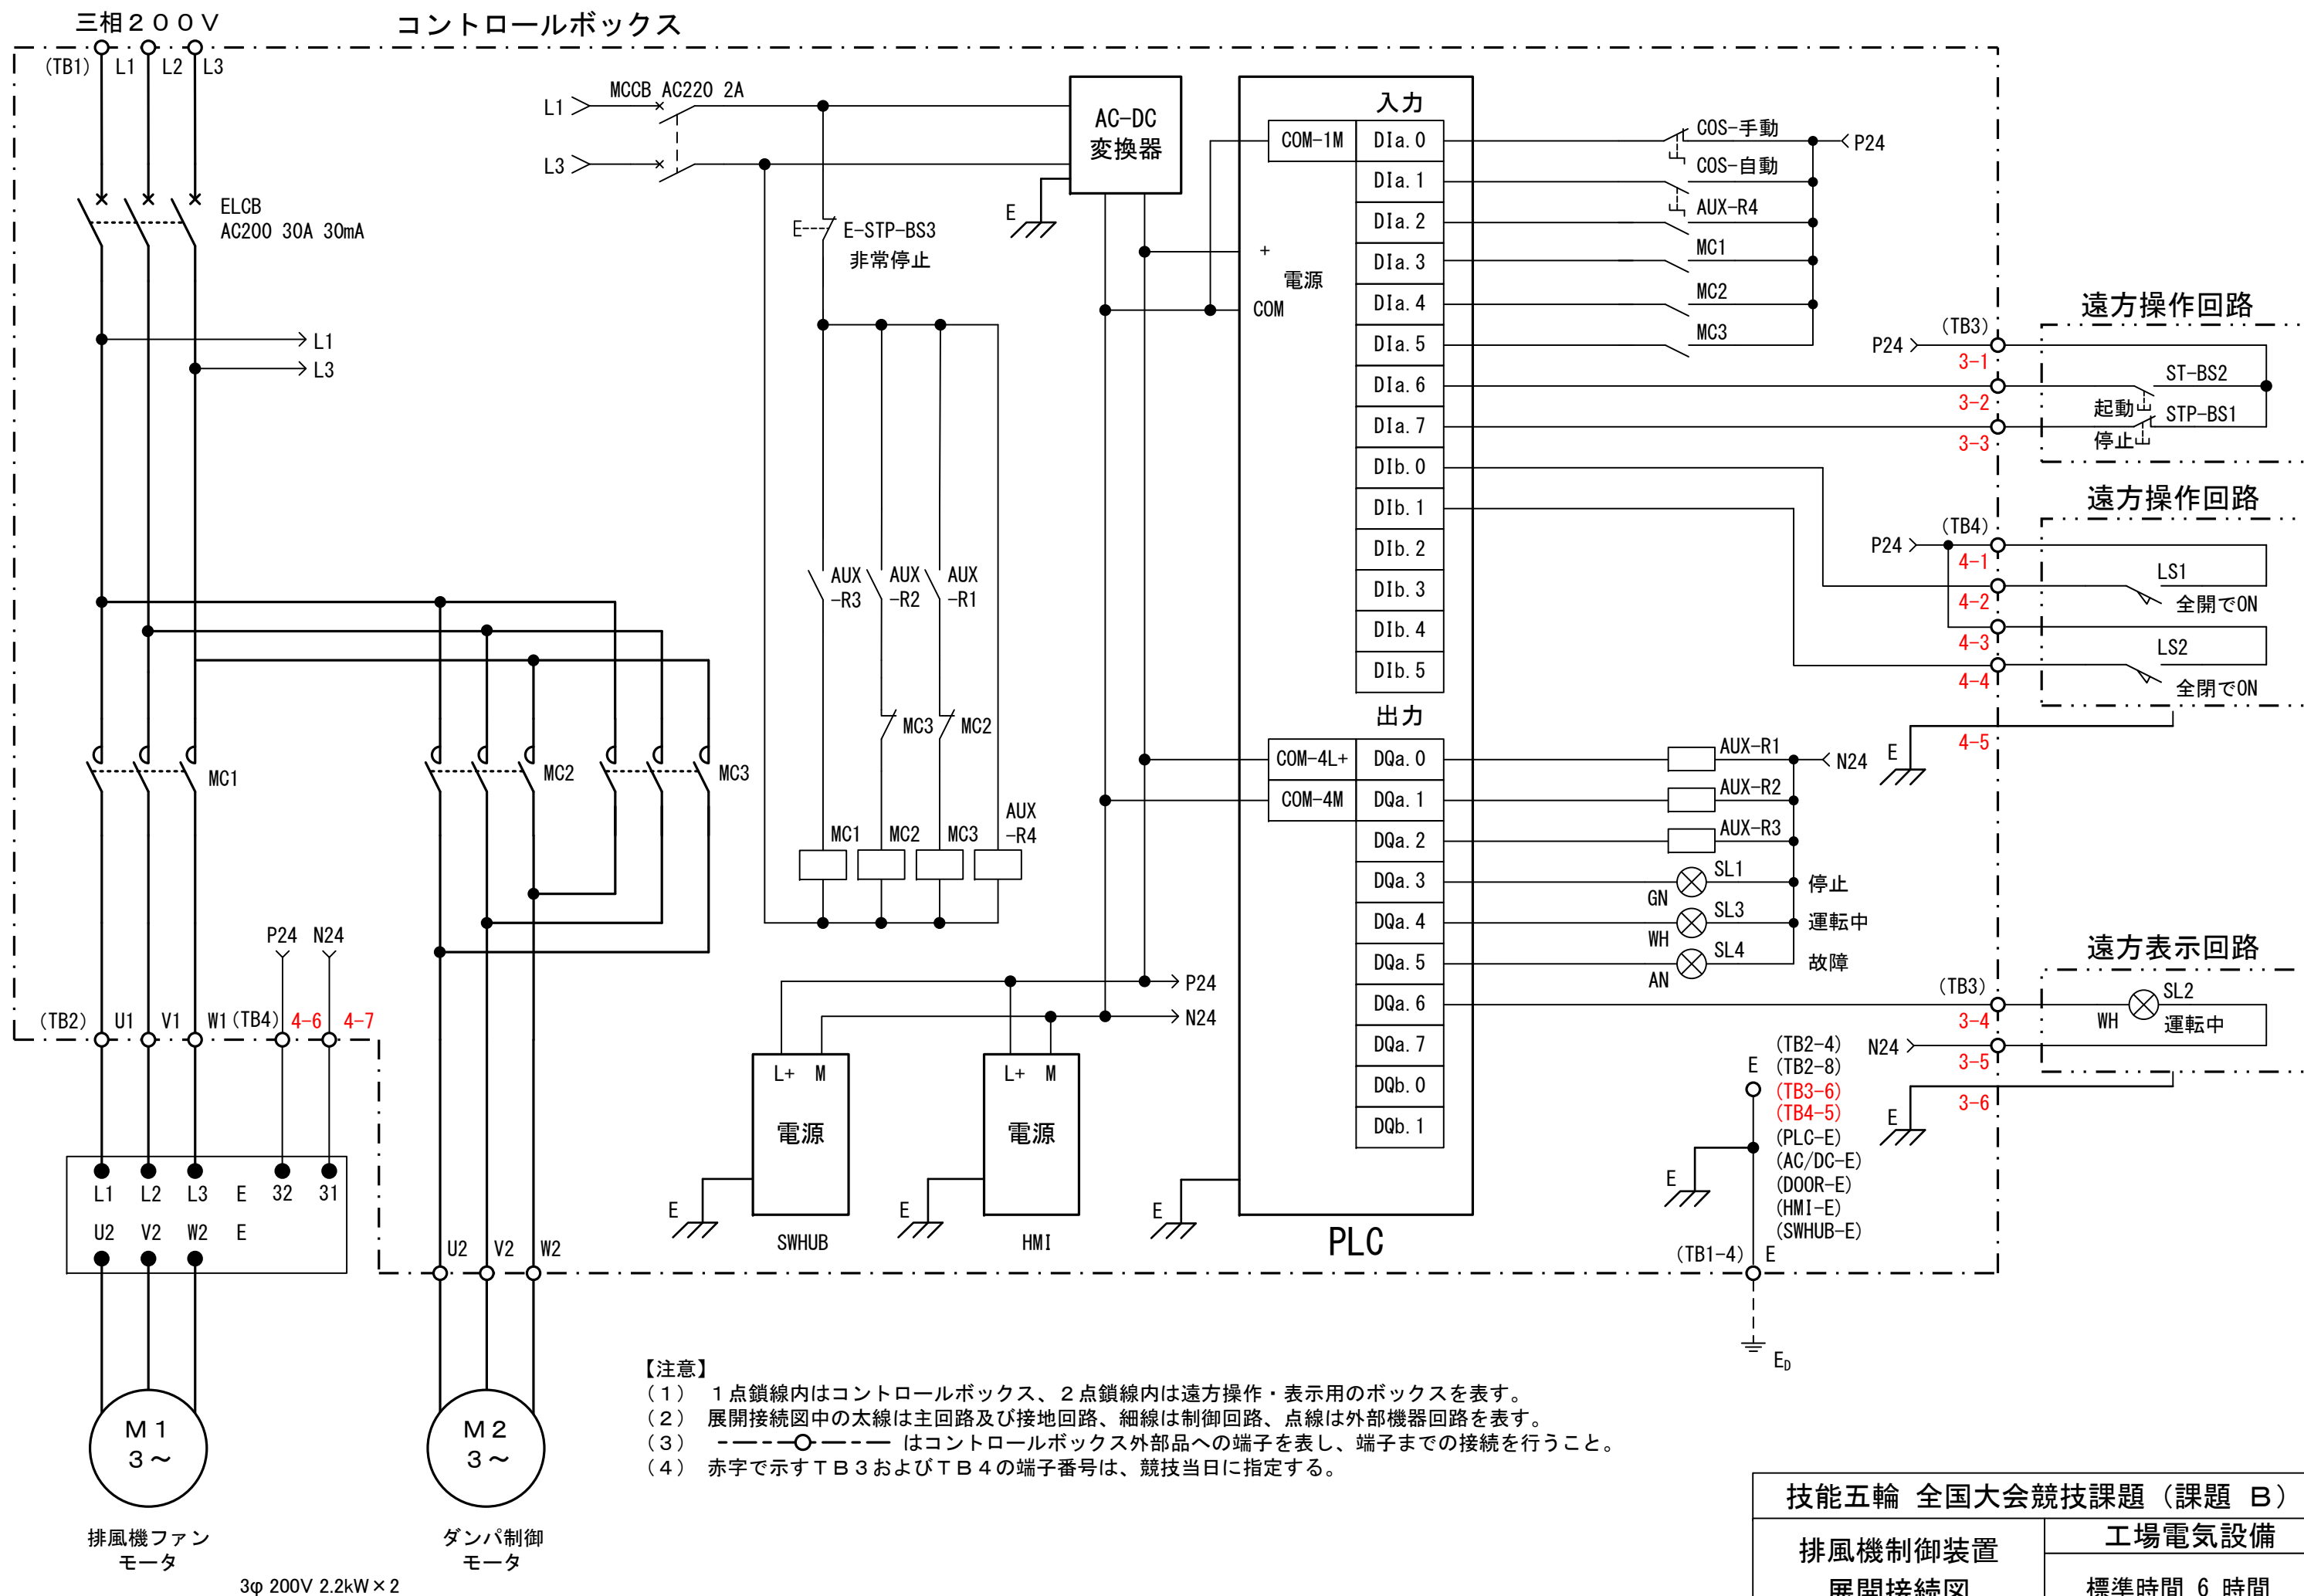 三相２００Ｖ
コントロールボックス
(TB1) L1 L2 L3
ELCB
AC200 30A 30mA
L1
L3
MCCB AC220 2A
L1
L3
E-STP-BS3
非常停止
AC-DC
変換器
E
AUX
-R3
AUX
-R2
AUX
-R1
MC3
MC2
MC1
MC2
MC3
AUX
-R4
MC1
MC2
MC3
P24
N24
L+ M
電源
E
SWHUB
L+ M
電源
E
HMI
入力
COM-1M
DIa.0
DIa.1
DIa.2
DIa.3
DIa.4
DIa.5
DIa.6
DIa.7
DIb.0
DIb.1
DIb.2
DIb.3
DIb.4
DIb.5
+
電源
COM
出力
COM-4L+
COM-4M
DQa.0
DQa.1
DQa.2
DQa.3
DQa.4
DQa.5
DQa.6
DQa.7
DQb.0
DQb.1
E
PLC
COS-手動
P24
COS-自動
AUX-R4
MC1
MC2
MC3
AUX-R1
N24
AUX-R2
AUX-R3
SL1
GN
停止
SL3
WH
運転中
SL4
AN
故障
遠方操作回路
(TB3)
P24
3-1
3-2
3-3
ST-BS2
起動
STP-BS1
停止
遠方操作回路
(TB4)
P24
4-1
4-2
4-3
4-4
4-5
LS1
全開でON
LS2
全閉でON
E
遠方表示回路
(TB3)
3-4
N24
3-5
3-6
SL2
WH
運転中
E
E
(TB2-4)
(TB2-8)
(TB3-6)
(TB4-5)
(PLC-E)
(AC/DC-E)
(DOOR-E)
(HMI-E)
(SWHUB-E)
E
(TB1-4) E
ED
P24 N24
(TB2) U1 V1 W1 (TB4) 4-6 4-7
L1 L2 L3 E 32 31
U2 V2 W2 E
U2 V2 W2
Ｍ１
３～
Ｍ２
３～
排風機ファン
モータ
ダンパ制御
モータ
3φ 200V 2.2kW×2
【注意】
（１） １点鎖線内はコントロールボックス、２点鎖線内は遠方操作・表示用のボックスを表す。
（２） 展開接続図中の太線は主回路及び接地回路、細線は制御回路、点線は外部機器回路を表す。
（３） はコントロールボックス外部品への端子を表し、端子までの接続を行うこと。
（４） 赤字で示すＴＢ３およびＴＢ４の端子番号は、競技当日に指定する。
技能五輪 全国大会競技課題（課題 Ｂ）
排風機制御装置
展開接続図
工場電気設備
標準時間 6 時間